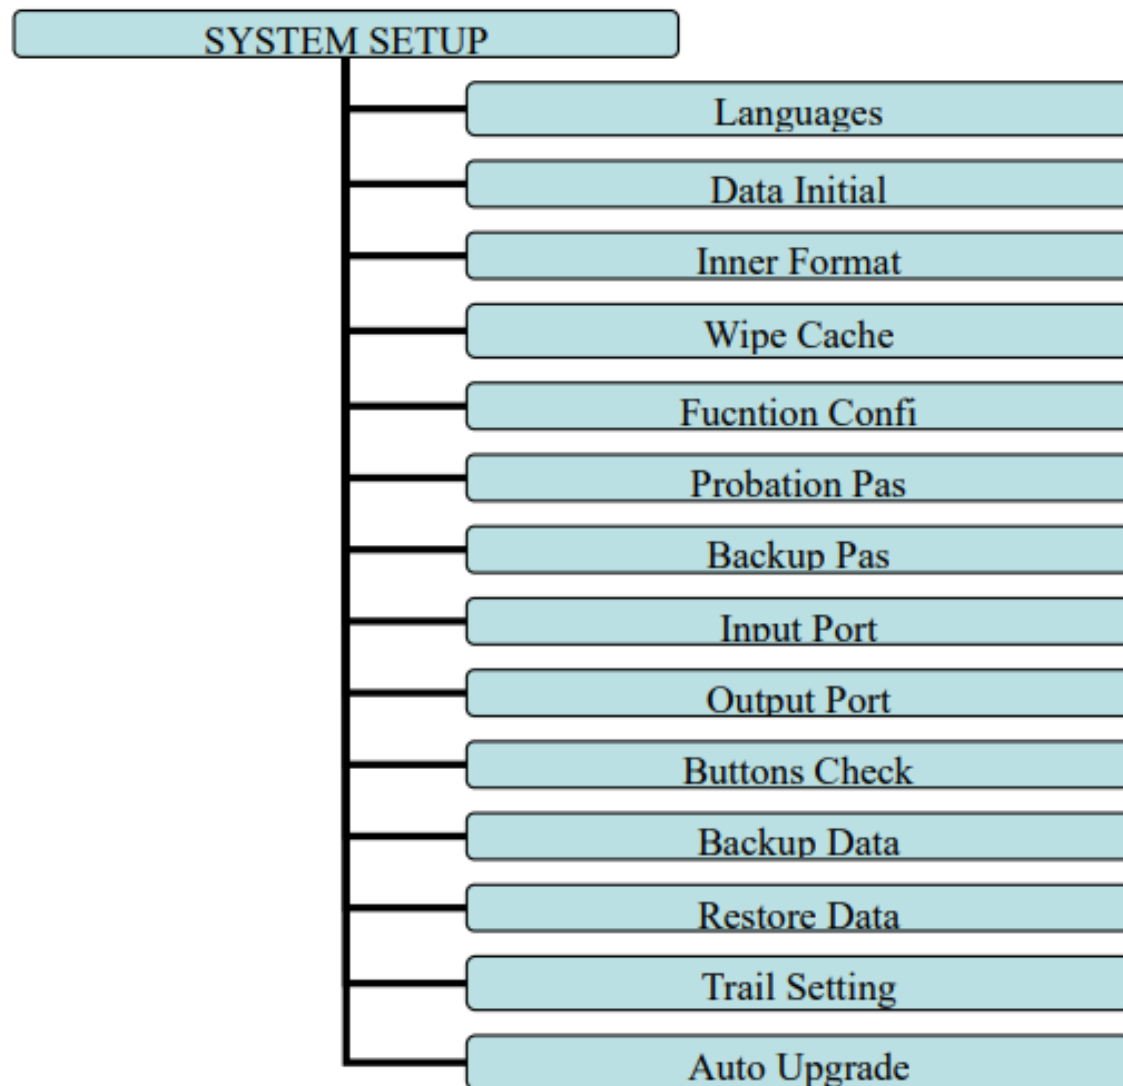 SYSTEM SETUP
Languages
Data Initial
Inner Format
Wipe Cache
Fucntion Confi
Probation Pas
Backup Pas
Input Port
Output Port
Buttons Check
Backup Data
Restore Data
Trail Setting
Auto Upgrade